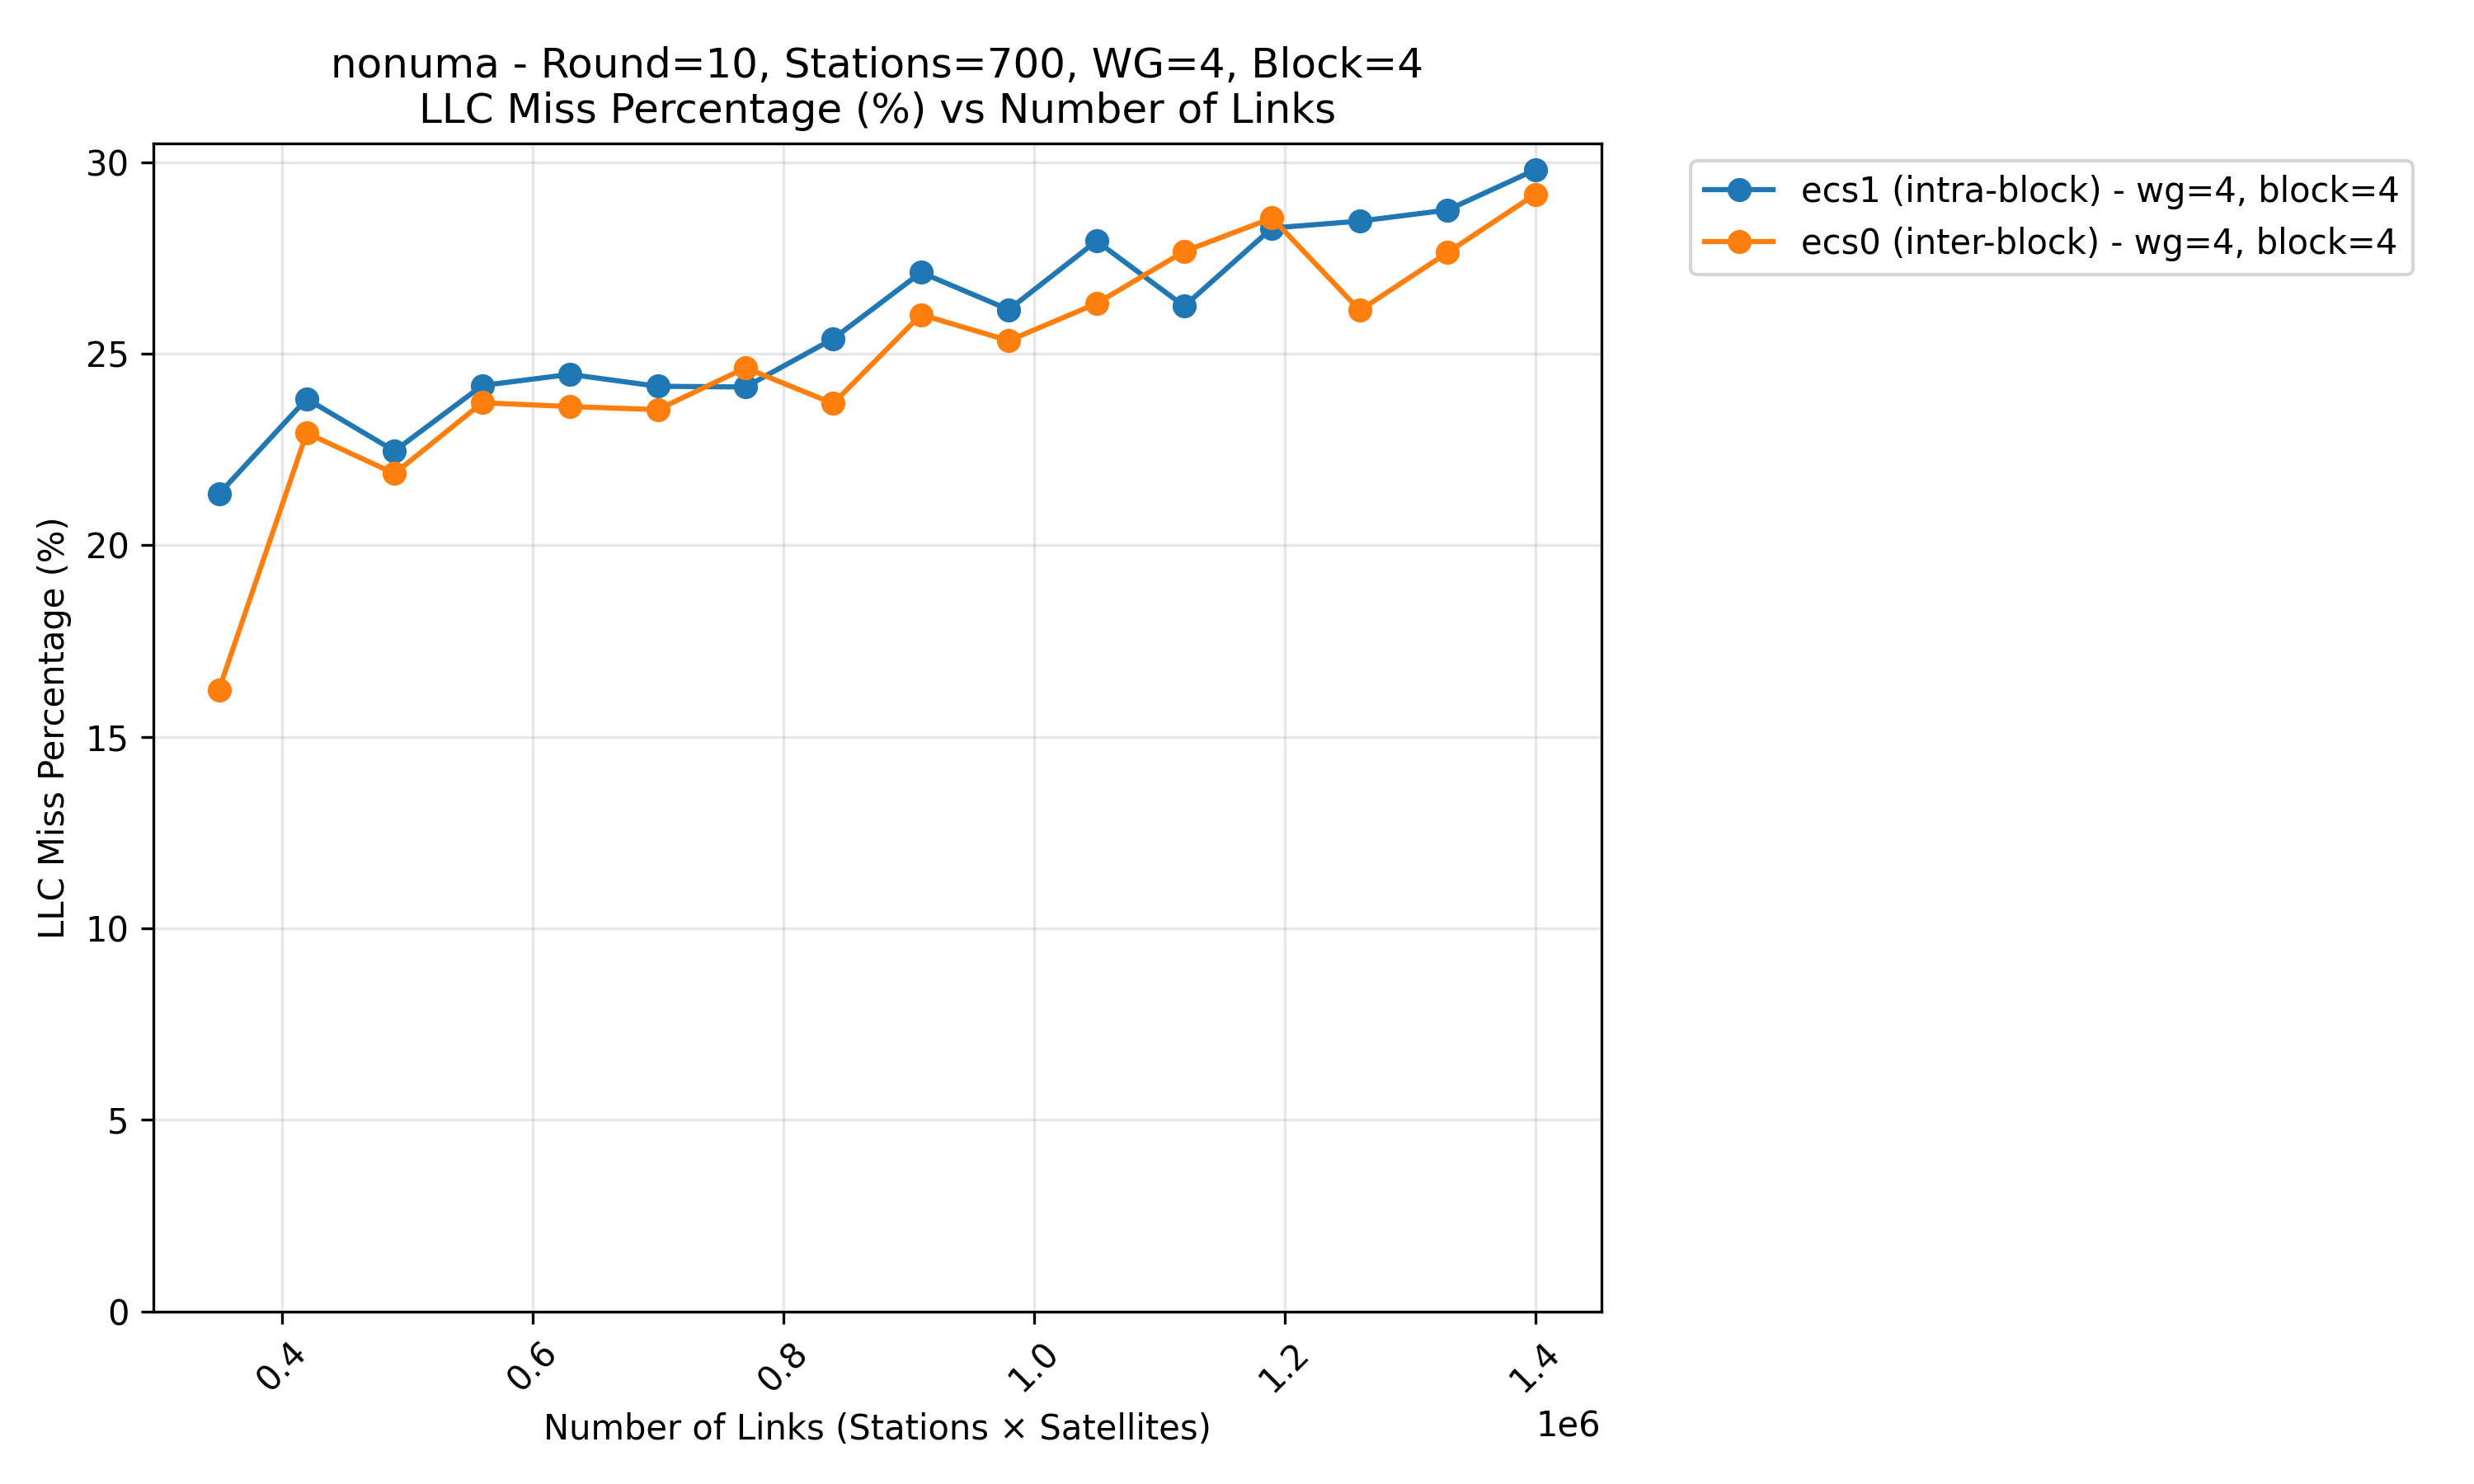 nonuma - Round=10, Stations=700, WG=4, Block=4
LLC Miss Percentage (%) vs Number of Links
ecs1 (intra-block) - wg=4, block=4
ecs0 (inter-block) - wg=4, block=4
LLC Miss Percentage (%)
30
25
20
15
10
5
0
0.4
0.6
0.8
1.0
1.2
1.4
1e6
Number of Links (Stations × Satellites)